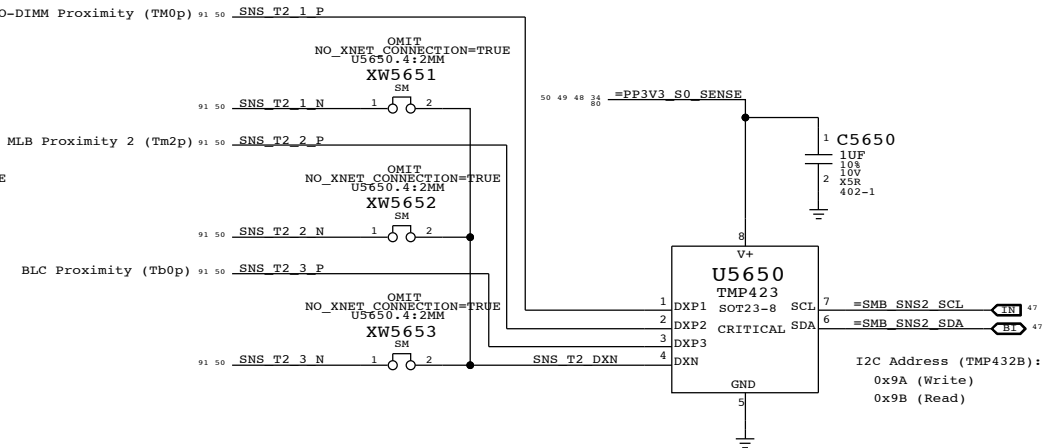 O-DIMM Proximity (TM0p) 91 50 SNS_T2_1_P
OMIT
NO_XNET_CONNECTION=TRUE
U5650.4:2MM
XW5651
SM
91 50 SNS_T2_1_N 1 2
MLB Proximity 2 (Tm2p) 91 50 SNS_T2_2_P
E
OMIT
NO_XNET_CONNECTION=TRUE
U5650.4:2MM
XW5652
SM
91 50 SNS_T2_2_N 1 2
BLC Proximity (Tb0p) 91 50 SNS_T2_3_P
OMIT
NO_XNET_CONNECTION=TRUE
U5650.4:2MM
XW5653
SM
91 50 SNS_T2_3_N 1 2
SNS_T2_DXN
50 49 48 34 =PP3V3_S0_SENSE
80
1 C5650
1UF
10%
10V
2 X5R
402-1
8
V+
U5650
TMP423
SOT23-8
CRITICAL
1 DXP1
2 DXP2
3 DXP3
4 DXN
SCL 7 =SMB_SNS2_SCL IN 47
SDA 6 =SMB_SNS2_SDA BI 47
GND
5
I2C Address (TMP432B):
0x9A (Write)
0x9B (Read)